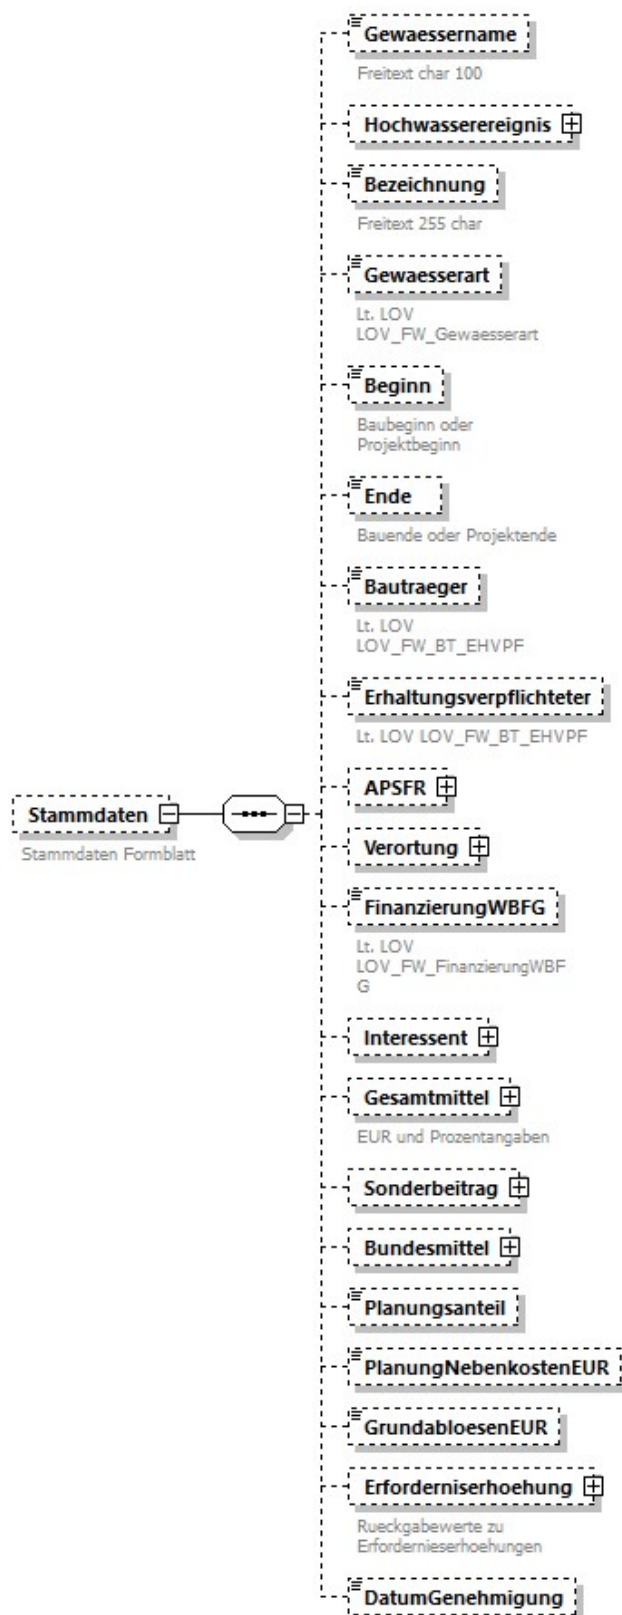 Gewaessername
Freitext char 100
Hochwasserereignis
Bezeichnung
Freitext 255 char
Gewaesserart
Lt. LOV
LOV_FW_Gewaesserart
Beginn
Baubeginn oder
Projektbeginn
Ende
Bauende oder Projektende
Bautraeger
Lt. LOV
LOV_FW_BT_EHVPF
Erhaltungsverpflichteter
Lt. LOV LOV_FW_BT_EHVPF
APSFR
Stammdaten
Stammdaten Formblatt
Verortung
FinanzierungWBFG
Lt. LOV
LOV_FW_FinanzierungWBF
G
Interessent
Gesamtmittel
EUR und Prozentangaben
Sonderbeitrag
Bundesmittel
Planungsanteil
PlanungNebenkostenEUR
GrundabloesenEUR
Erforderniserhoehung
Rueckgabewerte zu
Erfordernieserhoehungen
DatumGenehmigung